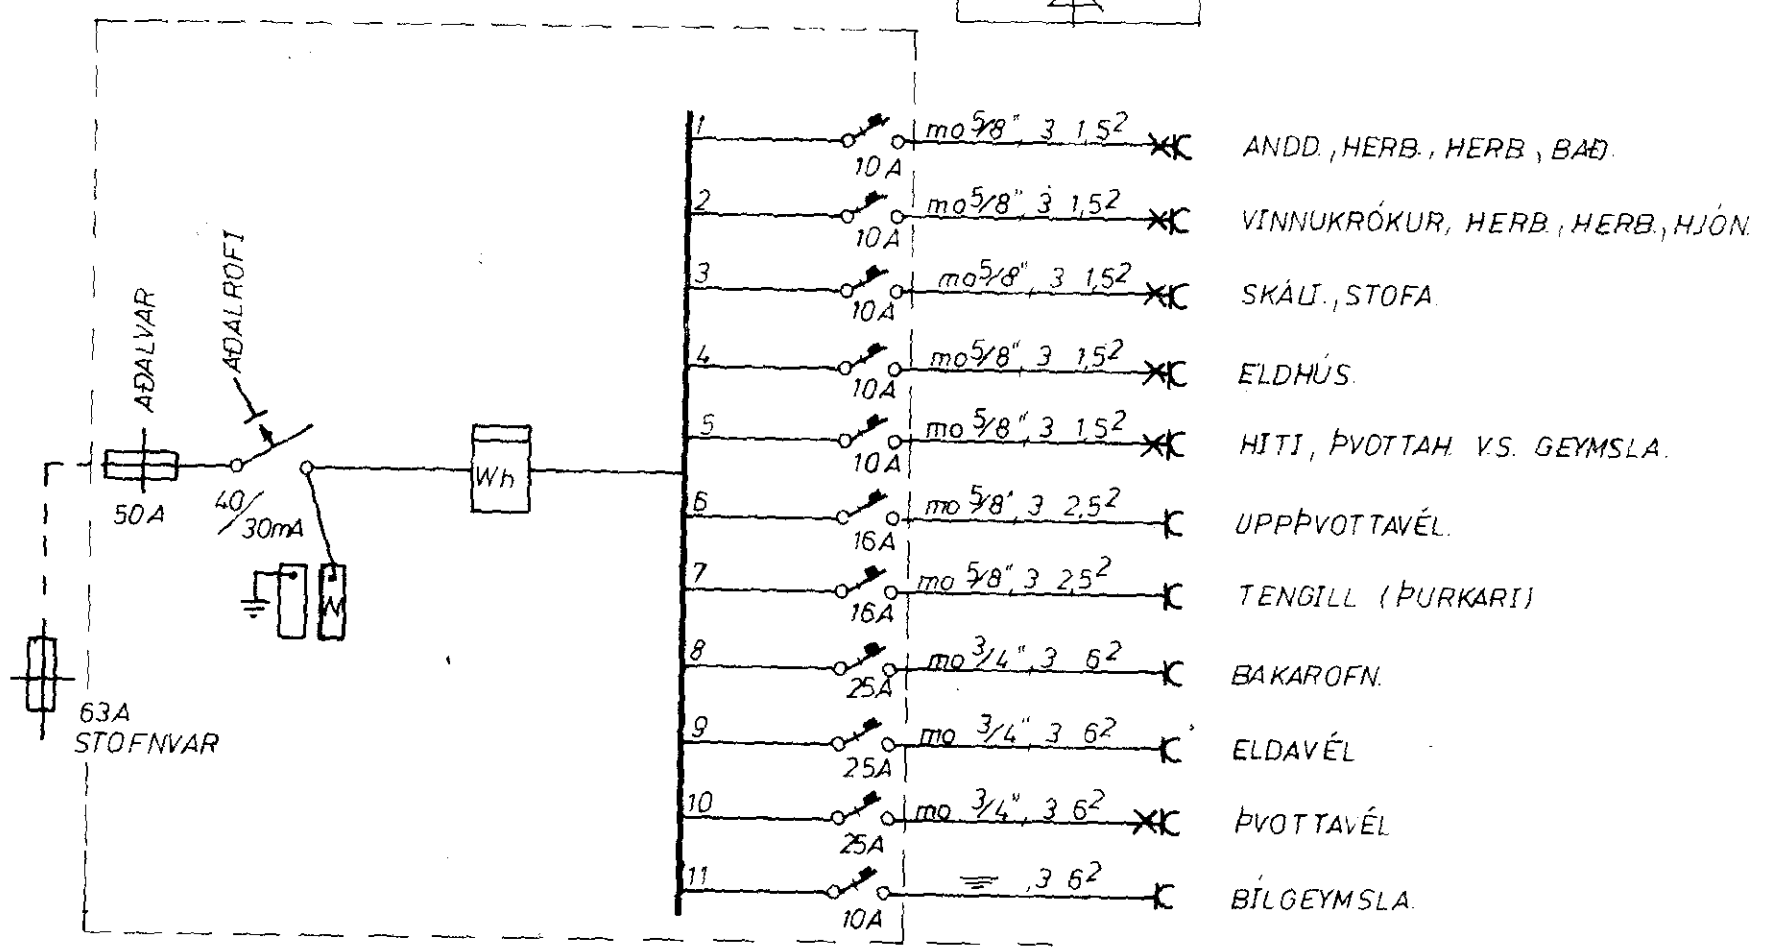 1 mo 5/8", 3 1,5² ANDD., HERB., HERB., BAÐ.
10A
2 mo 5/8", 3 1,5² VINNUKRÓKUR, HERB., HERB., HJÓN.
10A
3 mo 5/8", 3 1,5² SKÁLI., STOFA.
10A
4 mo 5/8", 3 1,5² ELDHÚS.
10A
5 mo 5/8", 3 1,5² HITI, ÞVOTTAH. V.S. GEYMSLA.
10A
6 mo 5/8", 3 2,5² UPPÞVOTTAVÉL.
16A
7 mo 5/8", 3 2,5² TENGILL (ÞURKARI)
16A
8 mo 3/4", 3 6² BAKAROFN.
25A
9 mo 3/4", 3 6² ELDAVÉL
25A
10 mo 3/4", 3 6² ÞVOTTAVÉL
25A
11 , 3 6² BÍLGEYMSLA.
10A
AÐALVAR
AÐALROFI
50A
40/30mA
Wh
N
63A
STOFNVAR